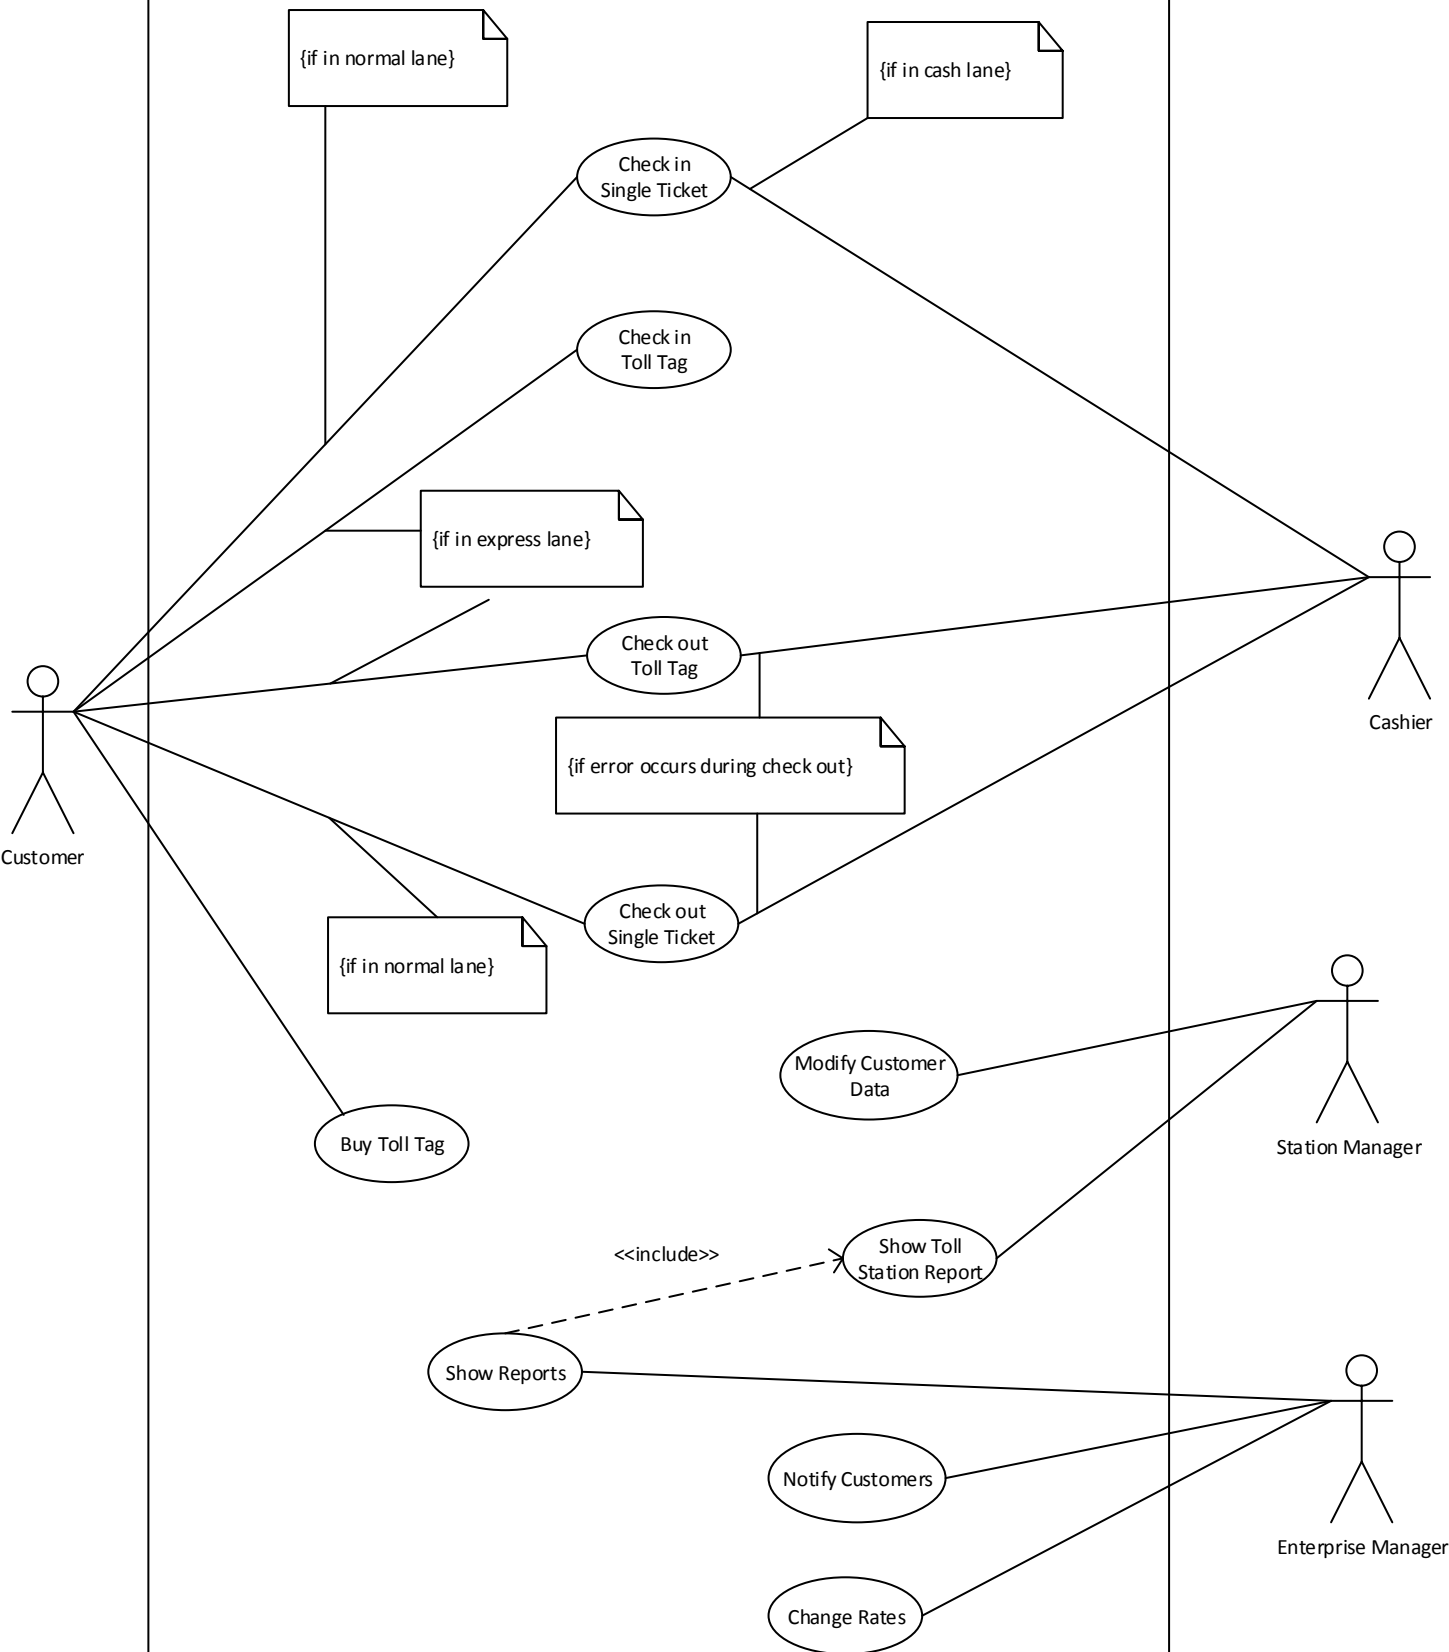 {if in normal lane}
{if in cash lane}
Check in
Single Ticket
Check in
Toll Tag
{if in express lane}
Check out
Toll Tag
Cashier
{if error occurs during check out}
Customer
Check out
Single Ticket
{if in normal lane}
Modify Customer
Data
Station Manager
Buy Toll Tag
<<include>>
Show Toll
Station Report
Show Reports
Notify Customers
Enterprise Manager
Change Rates